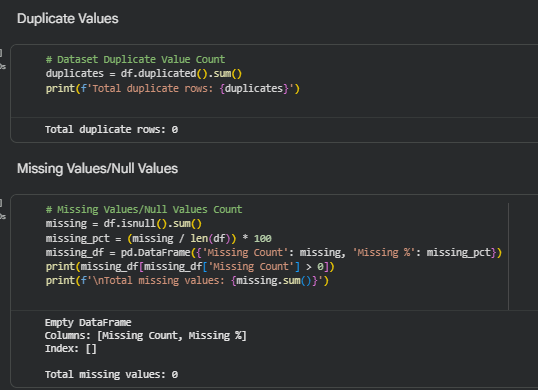 Duplicate Values
# Dataset Duplicate Value Count
duplicates = df.duplicated().sum()
print(f'Total duplicate rows: {duplicates}')
Total duplicate rows: 0
Missing Values/Null Values
# Missing Values/Null Values Count
missing = df.isnull().sum()
missing_pct = (missing / len(df)) * 100
missing_df = pd.DataFrame({'Missing Count': missing, 'Missing %': missing_pct})
print(missing_df[missing_df['Missing Count'] > 0])
print(f'\nTotal missing values: {missing.sum()}')
Empty DataFrame
Columns: [Missing Count, Missing %]
Index: []
Total missing values: 0